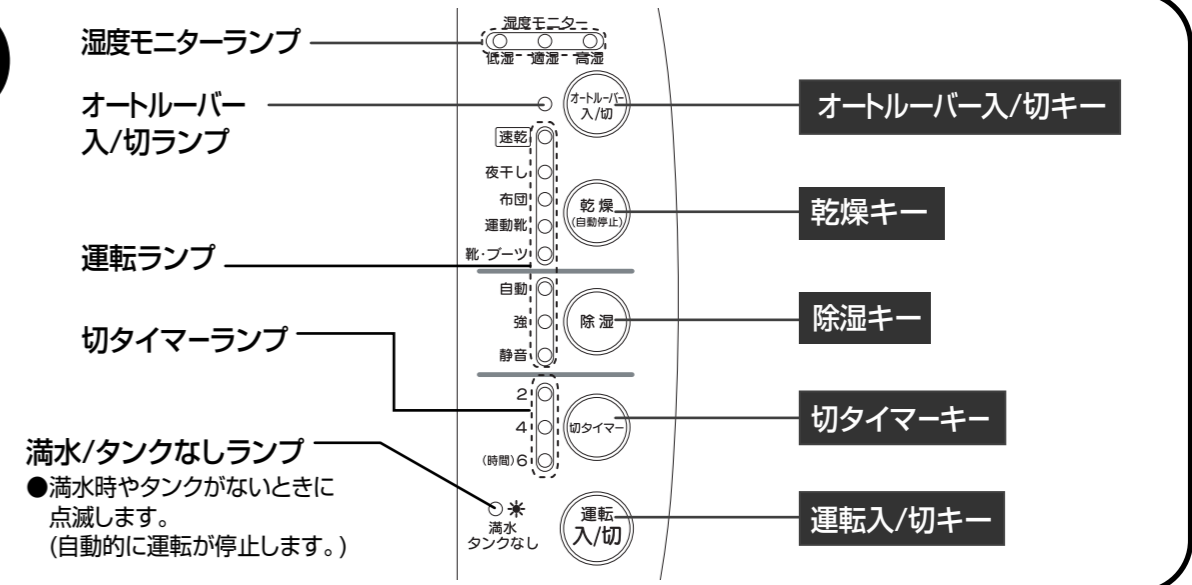 湿度モニターランプ
オートルーバー
入/切ランプ
運転ランプ
切タイマーランプ
満水/タンクなしランプ
●満水時やタンクがないときに
点滅します。
(自動的に運転が停止します。)
湿度モニター
低湿 適湿 高湿
オートルーバー
入/切
速乾
夜干し
布団
運動靴
靴・ブーツ
乾燥
(自動停止)
自動
強
静音
除湿
2
4
(時間)6
切タイマー
満水
タンクなし
運転
入/切
オートルーバー入/切キー
乾燥キー
除湿キー
切タイマーキー
運転入/切キー